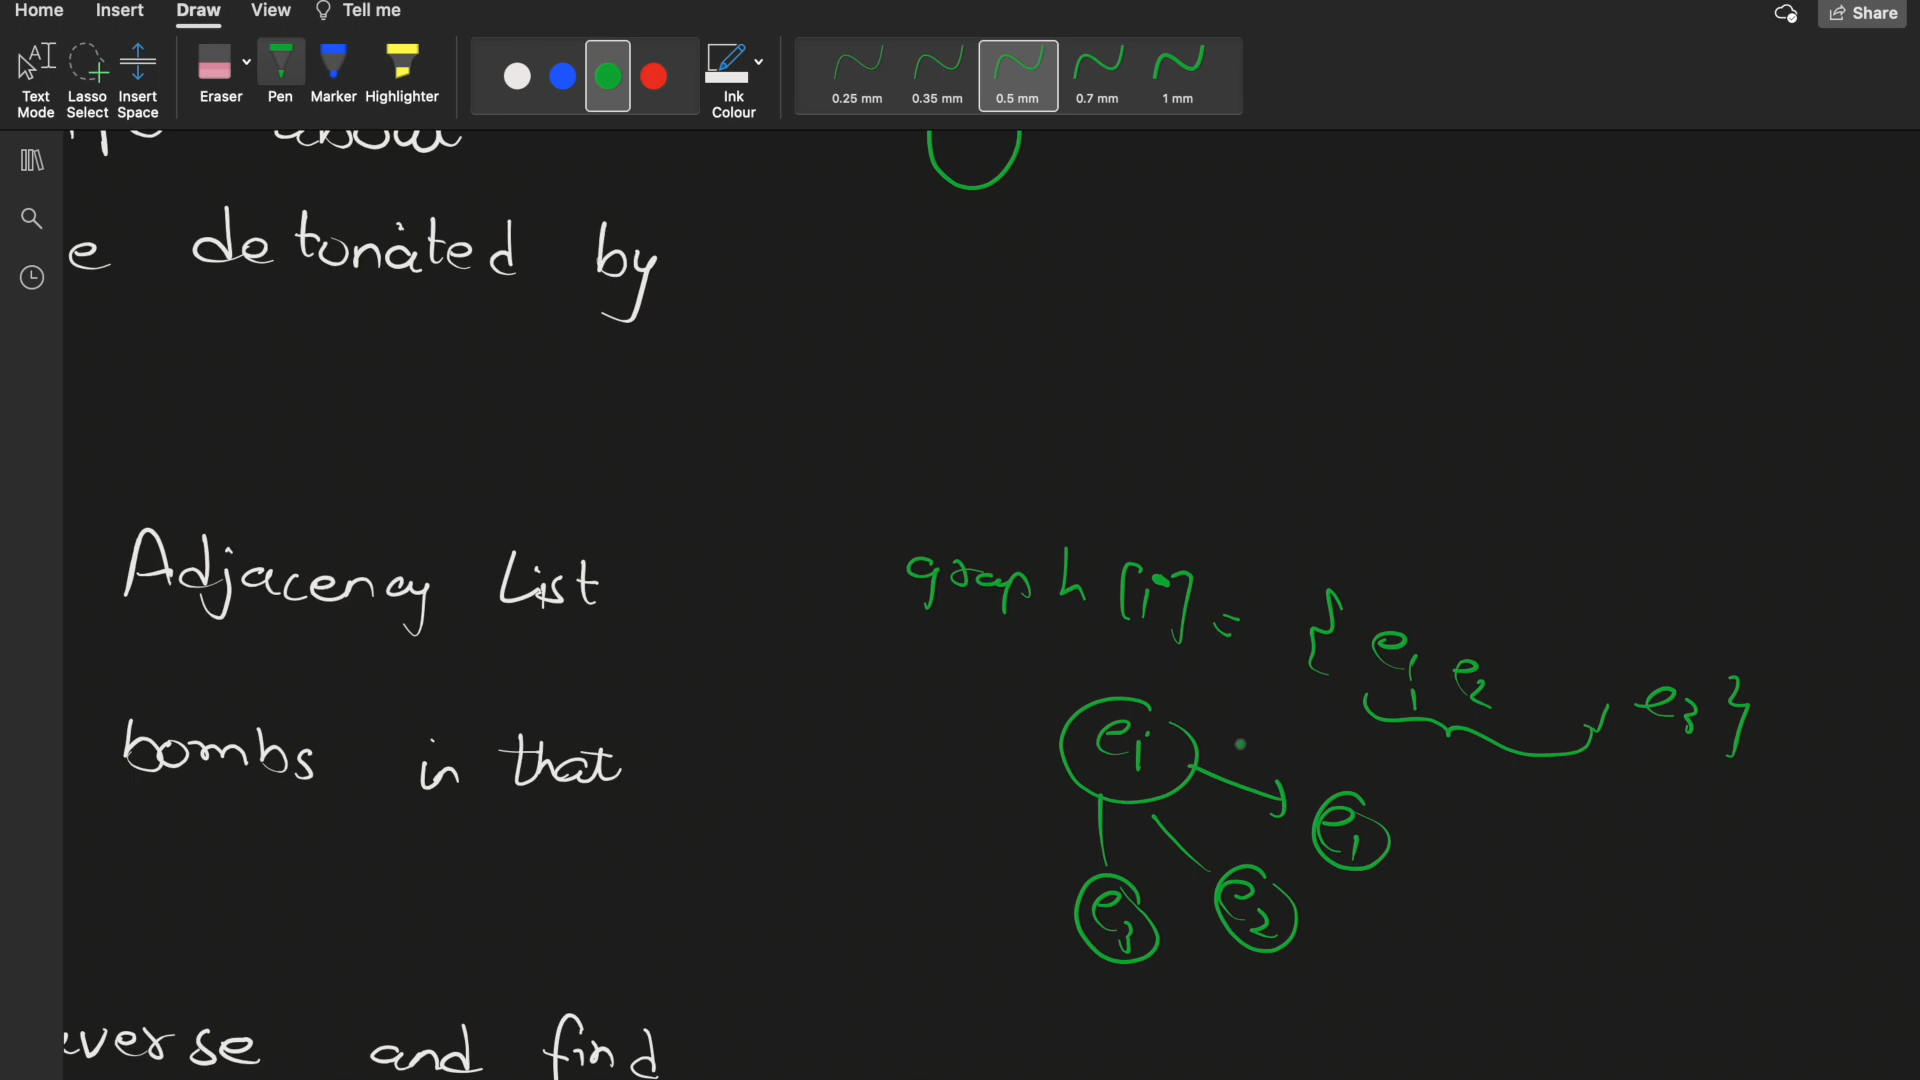 Home Insert Draw View Tell me Share
Text Mode Lasso Select Insert Space Eraser Pen Marker Highlighter Ink Colour 0.25 mm 0.35 mm 0.5 mm 0.7 mm 1 mm
about
e detonated by
Adjacency List
graph [i] = { e1 e2 e3 }
bombs in that
ei
e1
e3 e2
verse and find